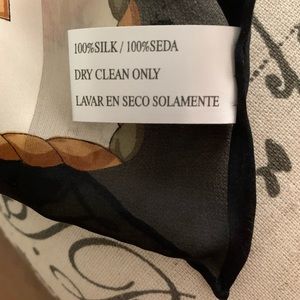 100%SILK / 100%SEDA
DRY CLEAN ONLY
LAVAR EN SECO SOLAMENTE